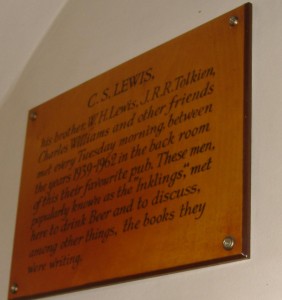 C. S. LEWIS,
his brother, W. H. Lewis, J.R.R. Tolkien,
Charles Williams and other friends
met every Tuesday morning, between
the years 1939-1962 in the back room
of this their favourite pub. These men,
popularly known as the "Inklings", met
here to drink Beer and to discuss,
among other things, the books they
were writing.